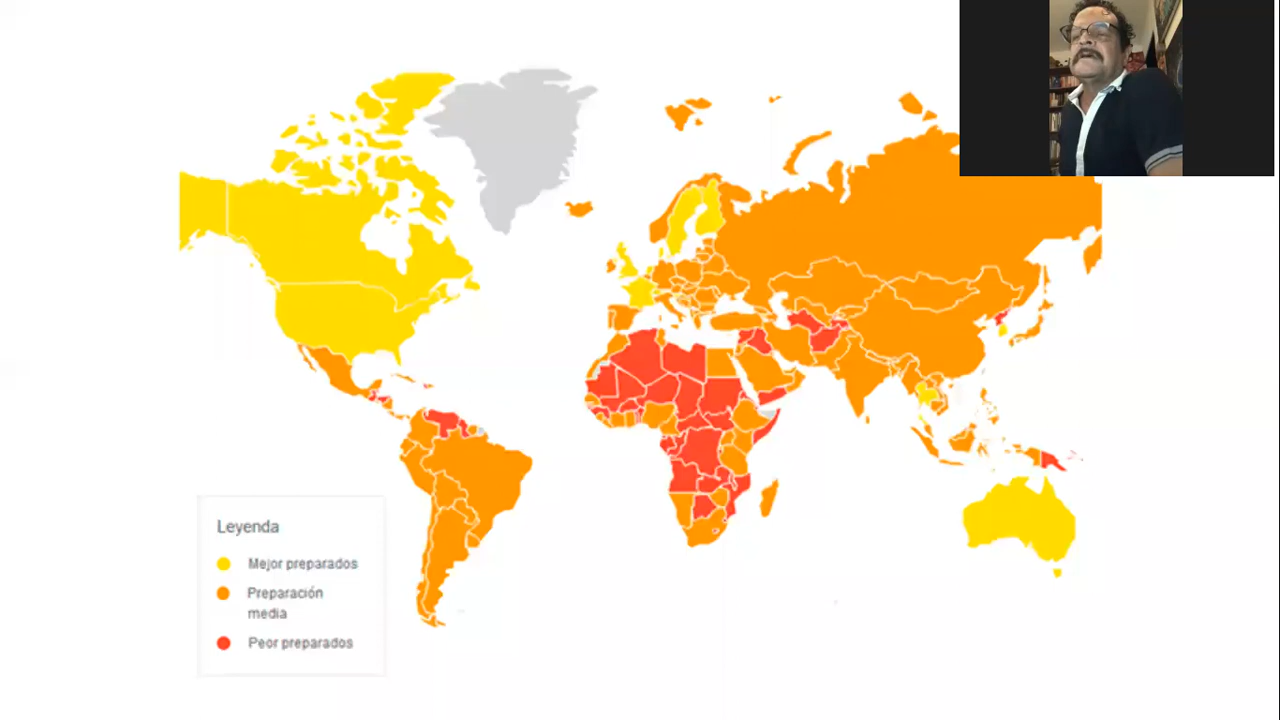 Leyenda
Mejor preparados
Preparación
media
Peor preparados